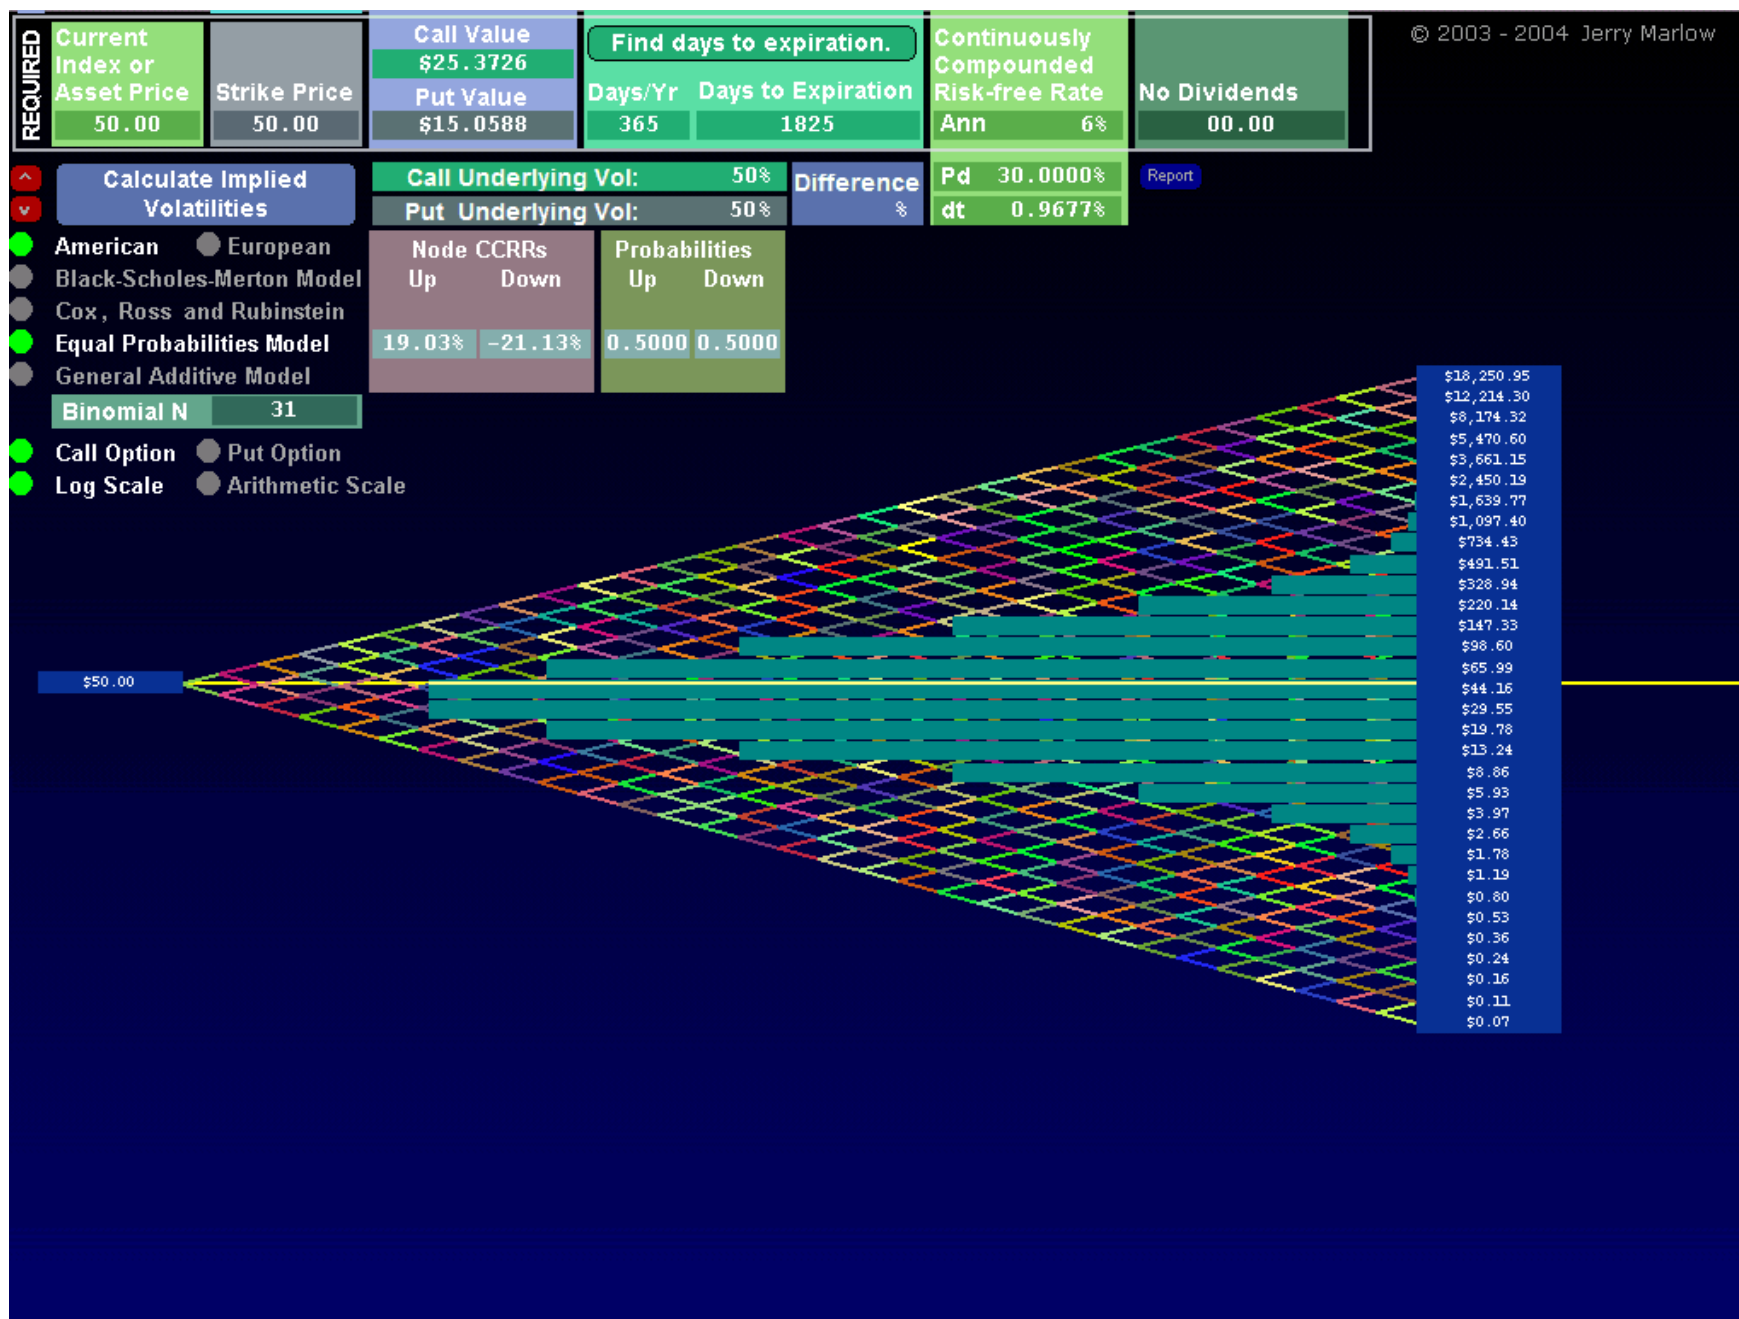 REQUIRED
Current
Index or
Asset Price
50.00
Strike Price
50.00
Call Value
$25.3726
Put Value
$15.0588
Find days to expiration.
Days/Yr Days to Expiration
365 1825
Continuously
Compounded
Risk-free Rate
Ann 6%
Pd 30.0000%
dt 0.9677%
No Dividends
00.00
© 2003 - 2004 Jerry Marlow
Calculate Implied
Volatilities
Call Underlying Vol: 50%
Put Underlying Vol: 50%
Difference
%
Report
American European
Black-Scholes-Merton Model
Cox, Ross and Rubinstein
Equal Probabilities Model
General Additive Model
Binomial N 31
Call Option Put Option
Log Scale Arithmetic Scale
Node CCRRs
Up Down
19.03% -21.13%
Probabilities
Up Down
0.5000 0.5000
$50.00
$18,250.95
$12,214.30
$8,174.32
$5,470.60
$3,661.15
$2,450.19
$1,639.77
$1,097.40
$734.43
$491.51
$328.94
$220.14
$147.33
$98.60
$65.99
$44.16
$29.55
$19.78
$13.24
$8.86
$5.93
$3.97
$2.66
$1.78
$1.19
$0.80
$0.53
$0.36
$0.24
$0.16
$0.11
$0.07